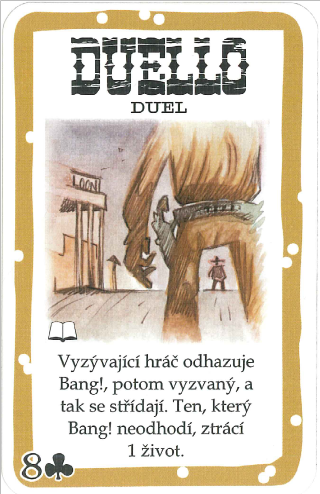 DUELLO
DUEL
LOON
Vyzývající hráč odhazuje
Bang!, potom vyzvaný, a
tak se střídají. Ten, který
Bang! neodhodí, ztrácí
1 život.
8♣